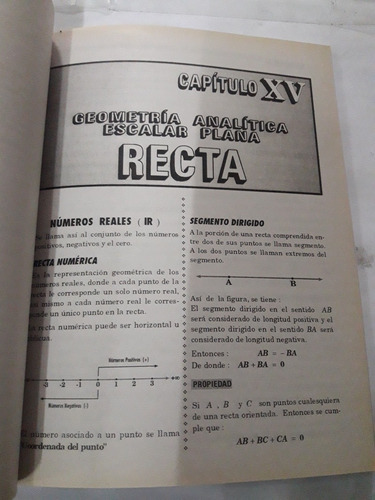 CAPÍTULO XV
GEOMETRÍA ANALÍTICA
ESCALAR PLANA
RECTA
NÚMEROS REALES ( IR )
llama así al conjunto de los números
negativos y el cero.
RECTA NUMÉRICA
la representación geométrica de los
reales, donde a cada punto de la
le corresponde un solo número real,
mismo a cada número real le corres-
un único punto en la recta.
recta numérica puede ser horizontal u
Números Positivos (+)
-3 -2 -1 0 1 2 3 +∞
Números Negativos (-)
número asociado a un punto se llama
del punto"
SEGMENTO DIRIGIDO
A la porción de una recta comprendida en-
tre dos de sus puntos se llama segmento.
A los dos puntos se llaman extremos del
segmento.
A B
Así de la figura, se tiene :
El segmento dirigido en el sentido AB
será considerado de longitud positiva y el
segmento dirigido en el sentido BA será
considerado de longitud negativa.
Entonces : AB = – BA
De donde : AB + BA = 0
PROPIEDAD
Si A , B y C son puntos cualesquiera
de una recta orientada. Entonces se cum-
ple que :
AB + BC + CA = 0